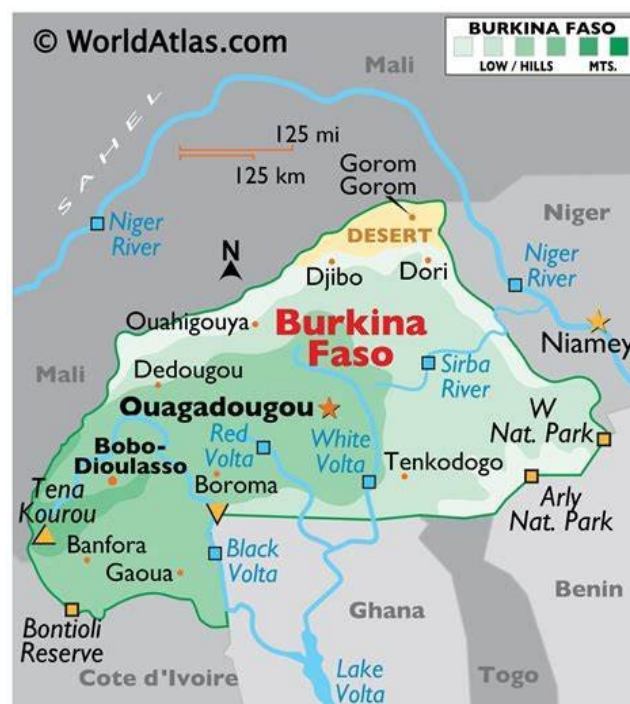 © WorldAtlas.com
BURKINA FASO
LOW / HILLS MTS.
Mali
SAHEL
125 mi
125 km
Gorom
Gorom
Niger
River
N
DESERT
Niger
Niger
River
Djibo
Dori
Ouahigouya
Burkina
Faso
Niamey
Mali
Dedougou
Sirba
River
Ouagadougou
W
Nat. Park
Bobo-
Dioulasso
Red
Volta
White
Volta
Tenkodogo
Tena
Kourou
Boroma
Arly
Nat. Park
Banfora
Gaoua
Black
Volta
Benin
Ghana
Bontioli
Reserve
Cote d'Ivoire
Togo
Lake
Volta